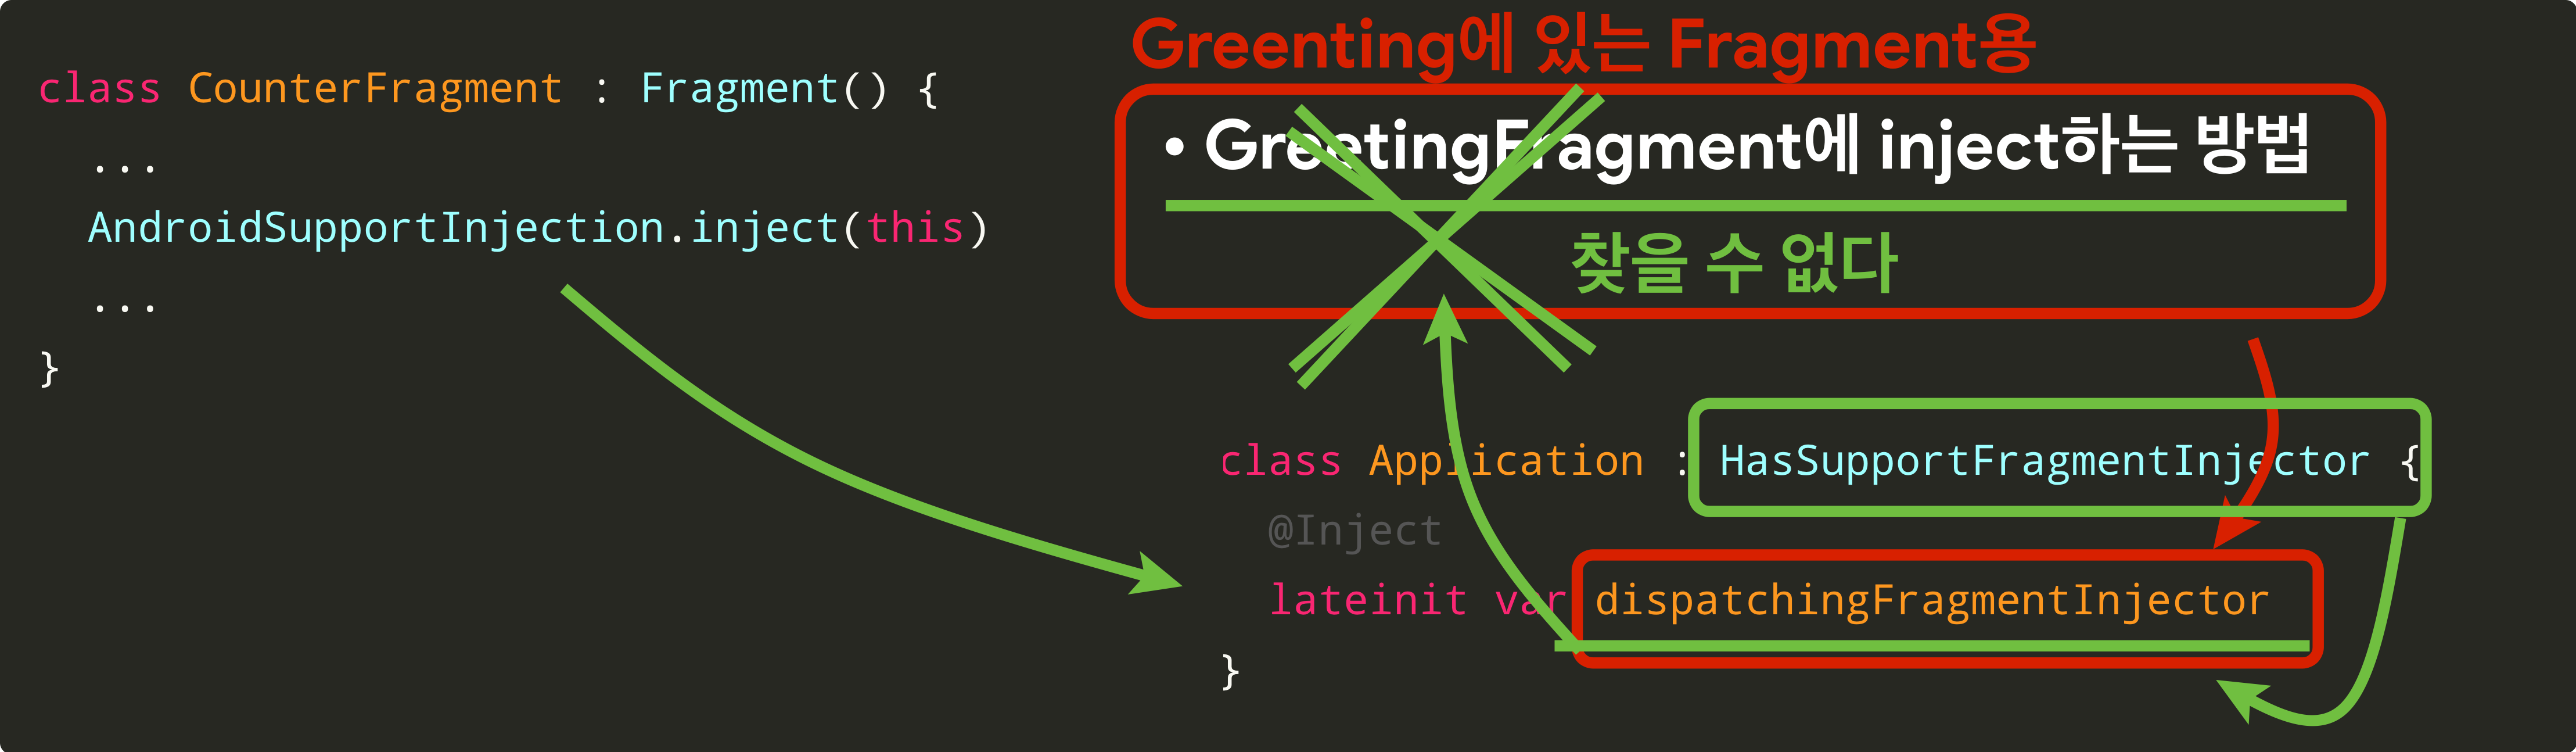 class CounterFragment : Fragment() {
...
AndroidSupportInjection.inject(this)
...
}
Greenting에 있는 Fragment용
• GreetingFragment에 inject하는 방법
찾을 수 없다
class Application : HasSupportFragmentInjector {
@Inject
lateinit var dispatchingFragmentInjector
}